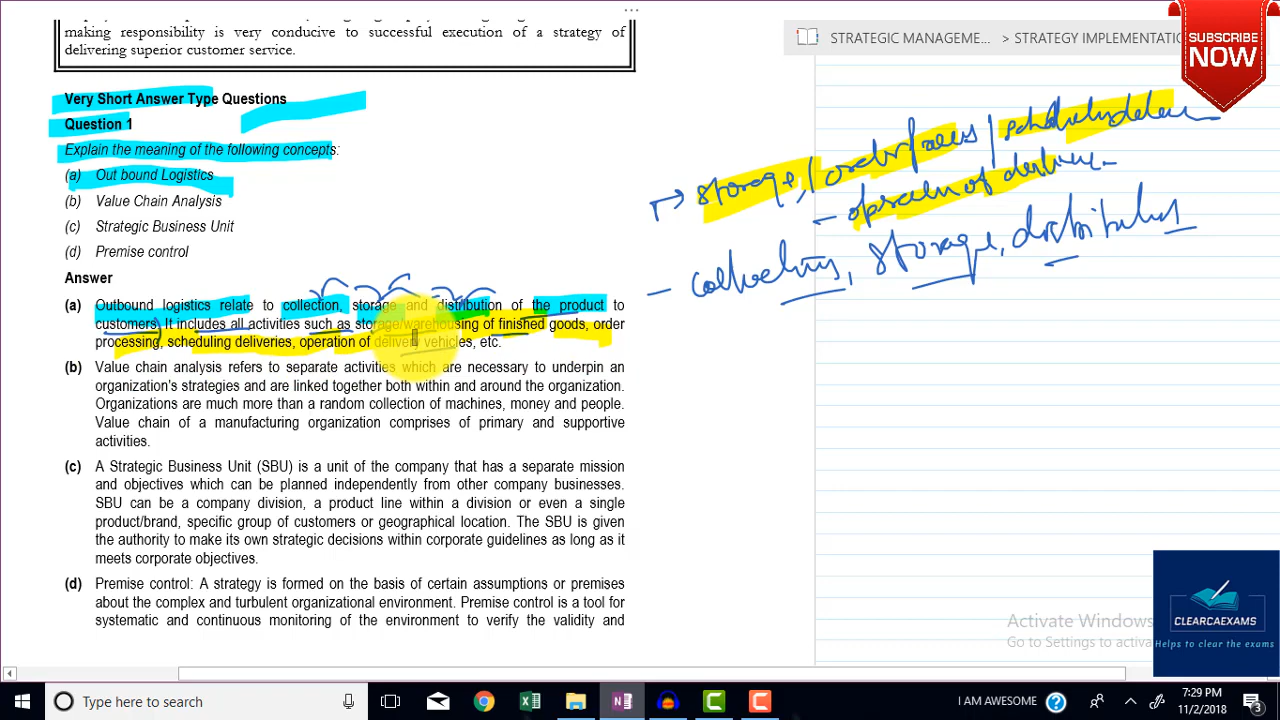 making responsibility is very conducive to successful execution of a strategy of
delivering superior customer service.
STRATEGIC MANAGEME... > STRATEGY IMPLEMENTATIO
SUBSCRIBE
NOW
Very Short Answer Type Questions
Question 1
Explain the meaning of the following concepts:
(a) Out bound Logistics
(b) Value Chain Analysis
(c) Strategic Business Unit
(d) Premise control
Answer
(a) Outbound logistics relate to collection, storage and distribution of the product to
customers. It includes all activities such as storage/warehousing of finished goods, order
processing, scheduling deliveries, operation of delivery vehicles, etc.
(b) Value chain analysis refers to separate activities which are necessary to underpin an
organization's strategies and are linked together both within and around the organization.
Organizations are much more than a random collection of machines, money and people.
Value chain of a manufacturing organization comprises of primary and supportive
activities.
(c) A Strategic Business Unit (SBU) is a unit of the company that has a separate mission
and objectives which can be planned independently from other company businesses.
SBU can be a company division, a product line within a division or even a single
product/brand, specific group of customers or geographical location. The SBU is given
the authority to make its own strategic decisions within corporate guidelines as long as it
meets corporate objectives.
(d) Premise control: A strategy is formed on the basis of certain assumptions or premises
about the complex and turbulent organizational environment. Premise control is a tool for
systematic and continuous monitoring of the environment to verify the validity and
storage, / order /
of
storage,
Activate Windows
Go to Settings to activa
CLEARCAEXAMS
Helps to clear the exams
Type here to search
I AM AWESOME
7:29 PM
11/2/2018
3